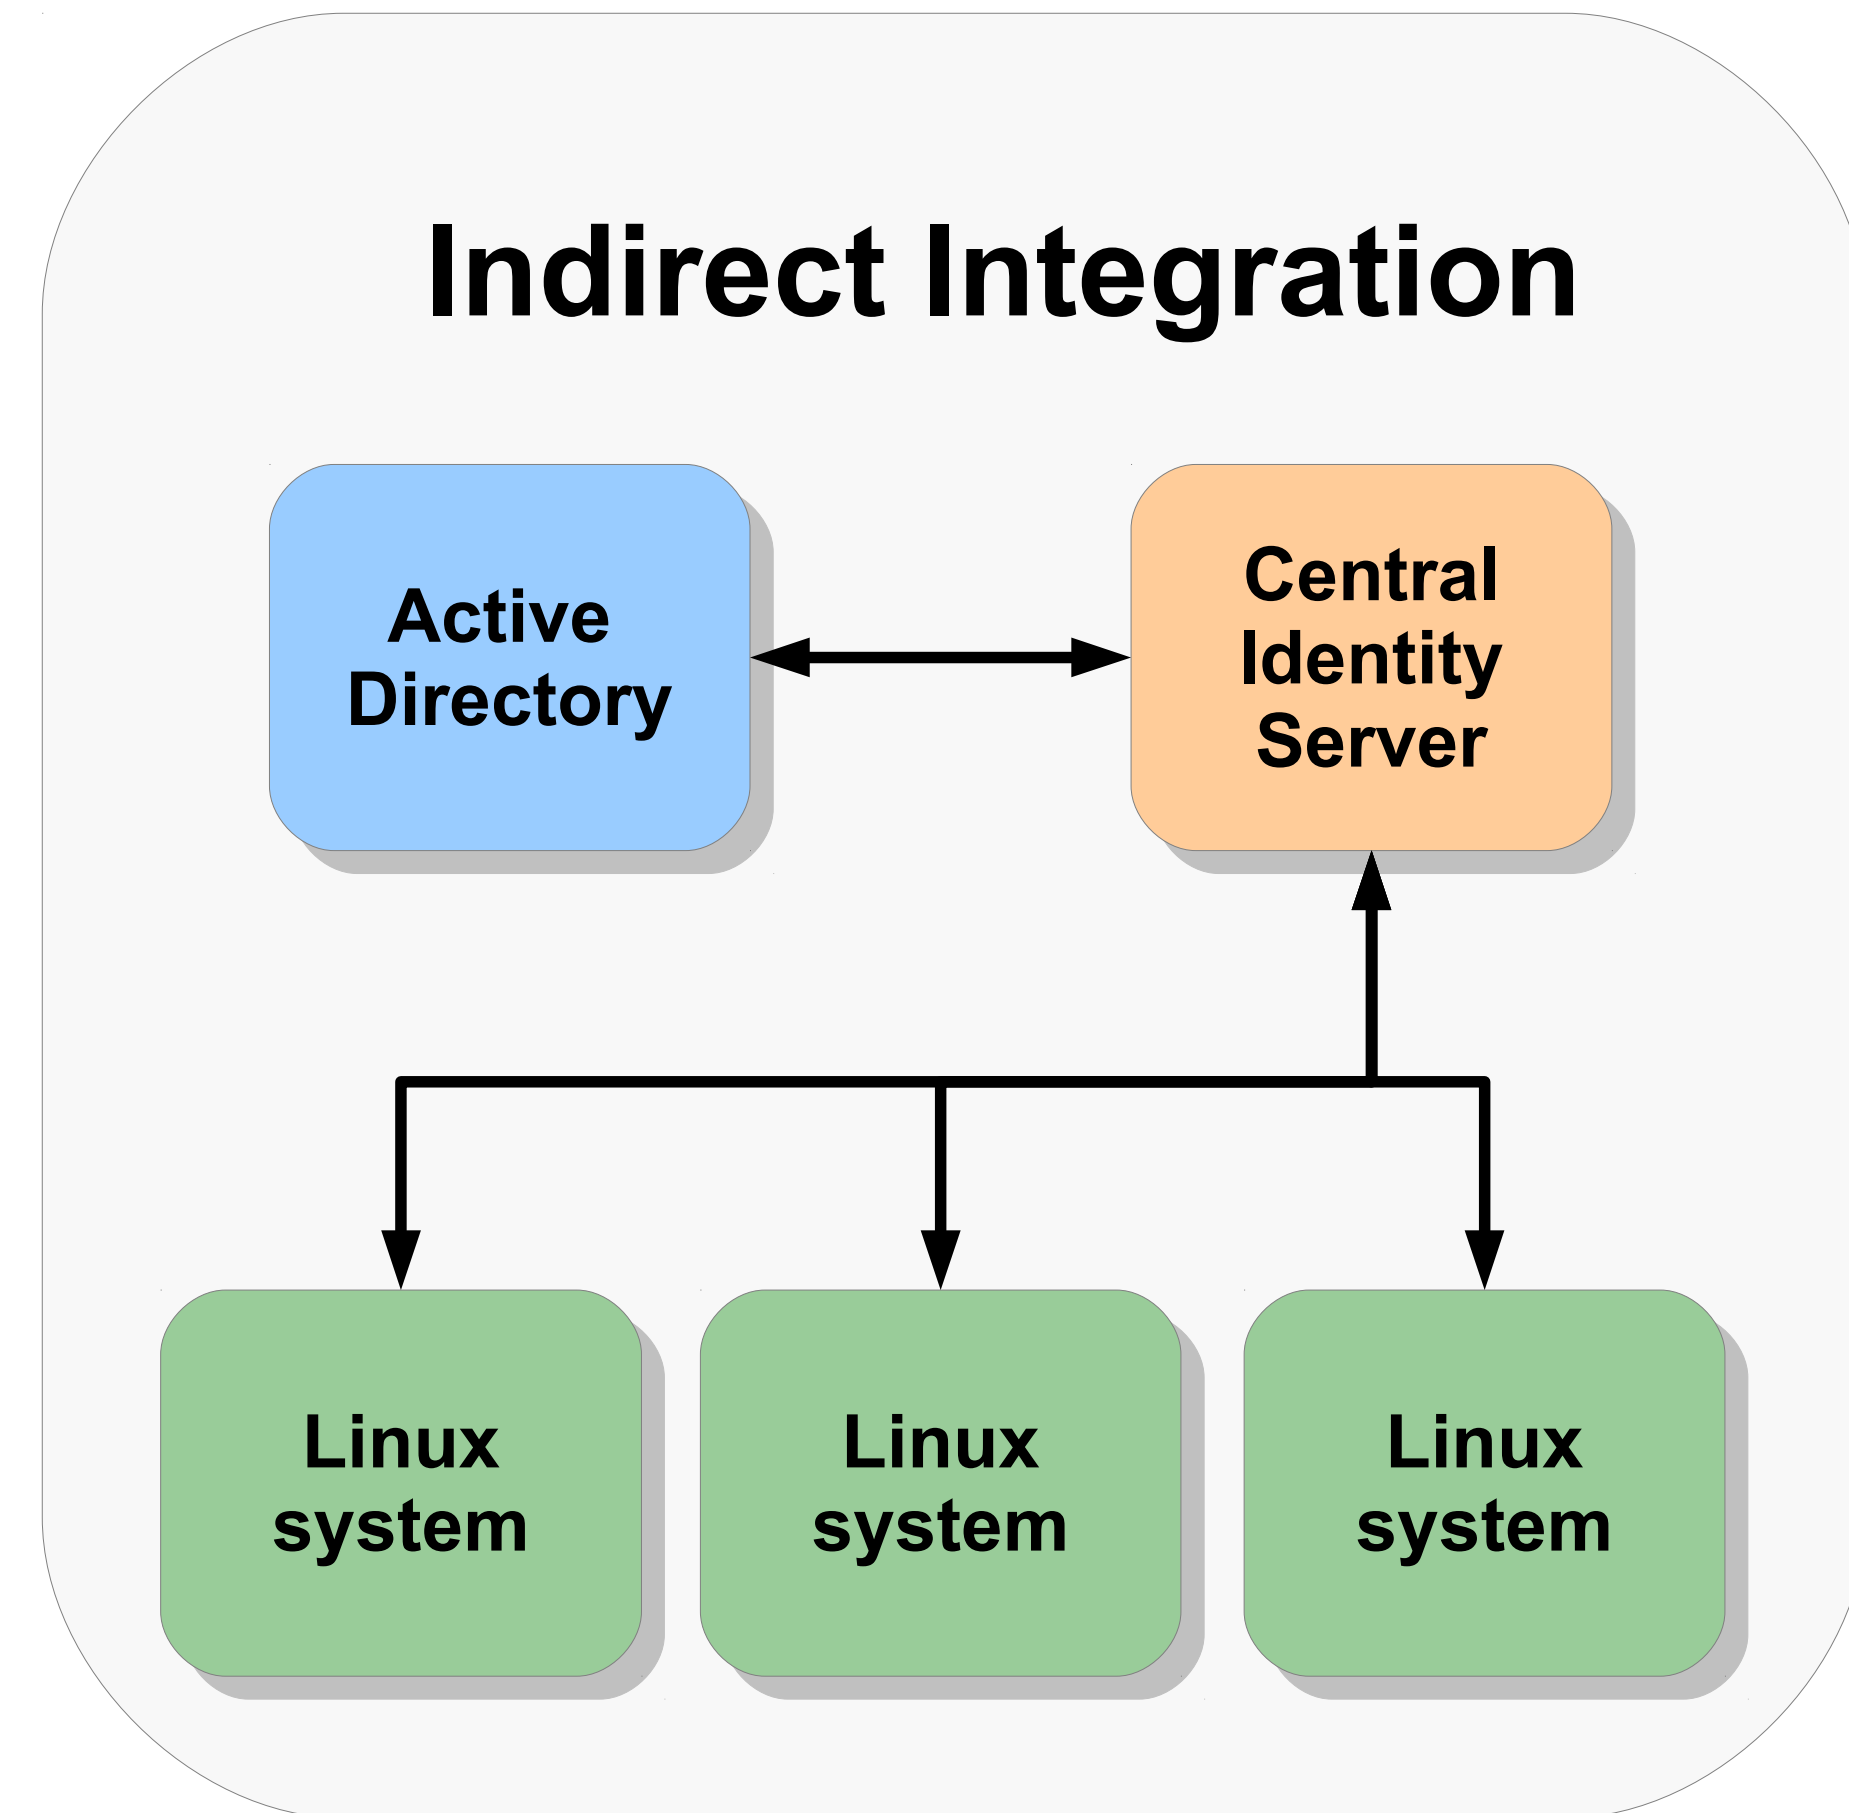 Indirect Integration
Active
Directory
Central
Identity
Server
Linux
system
Linux
system
Linux
system